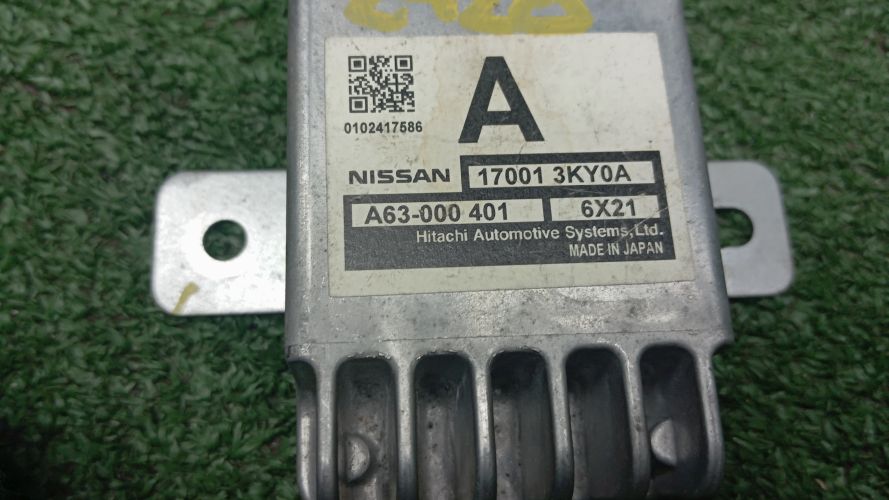 A
0102417586
NISSAN 17001 3KY0A
A63-000 401 6X21
Hitachi Automotive Systems,Ltd.
MADE IN JAPAN